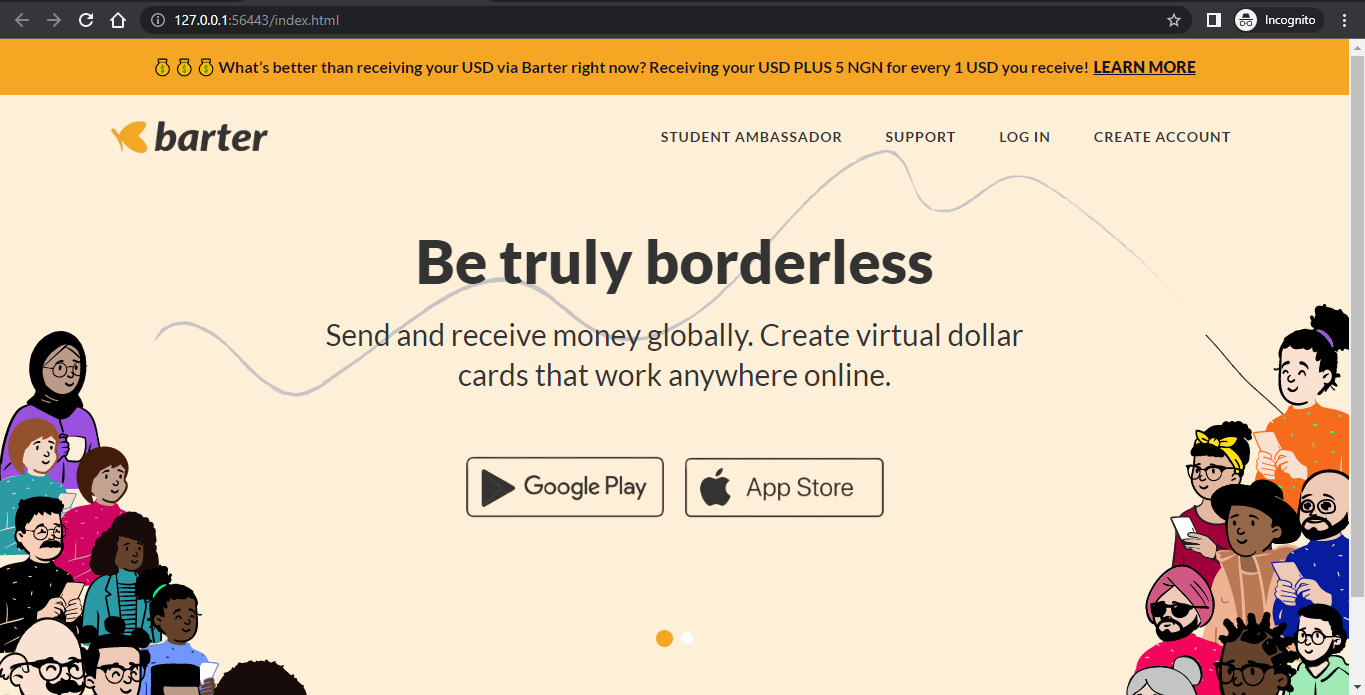 127.0.0.1:56443/index.html
Incognito
What’s better than receiving your USD via Barter right now? Receiving your USD PLUS 5 NGN for every 1 USD you receive! LEARN MORE
barter
STUDENT AMBASSADOR SUPPORT LOG IN CREATE ACCOUNT
Be truly borderless
Send and receive money globally. Create virtual dollar
cards that work anywhere online.
Google Play
App Store